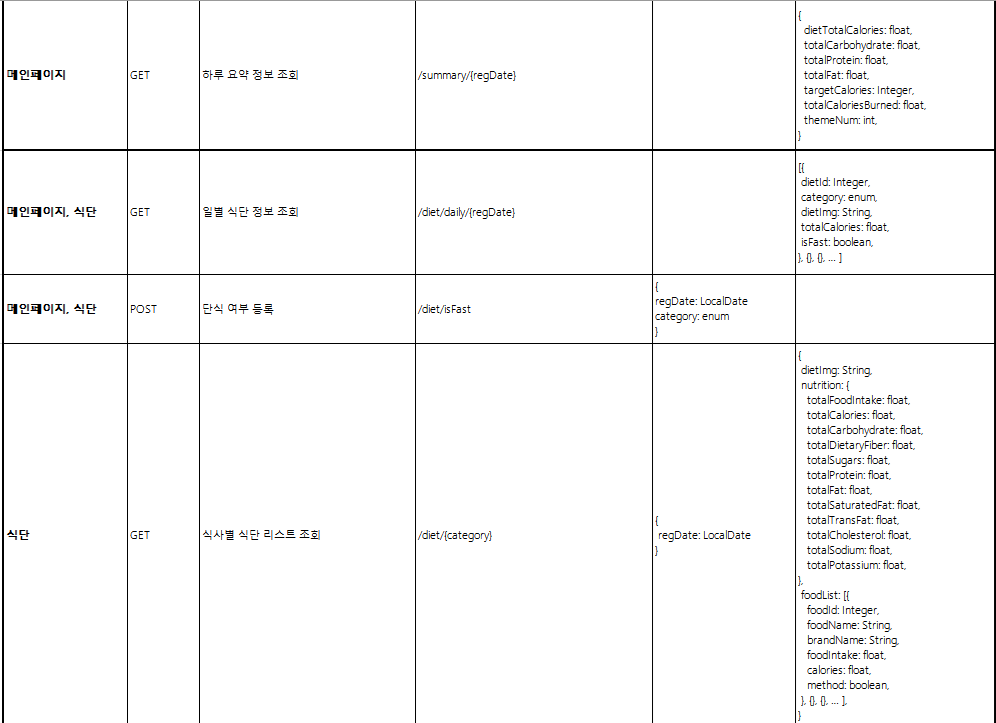 메인페이지
GET
하루 요약 정보 조회
/summary/{regDate}
{
dietTotalCalories: float,
totalCarbohydrate: float,
totalProtein: float,
totalFat: float,
targetCalories: Integer,
totalCaloriesBurned: float,
themeNum: int,
}
메인페이지, 식단
GET
일별 식단 정보 조회
/diet/daily/{regDate}
[{
dietId: Integer,
category: enum,
dietImg: String,
totalCalories: float,
isFast: boolean,
}, {}, {}, ... ]
메인페이지, 식단
POST
단식 여부 등록
/diet/isFast
{
regDate: LocalDate
category: enum
}
식단
GET
식사별 식단 리스트 조회
/diet/{category}
{
regDate: LocalDate
}
{
dietImg: String,
nutrition: {
totalFoodIntake: float,
totalCalories: float,
totalCarbohydrate: float,
totalDietaryFiber: float,
totalSugars: float,
totalProtein: float,
totalFat: float,
totalSaturatedFat: float,
totalTransFat: float,
totalCholesterol: float,
totalSodium: float,
totalPotassium: float,
},
foodList: [{
foodId: Integer,
foodName: String,
brandName: String,
foodIntake: float,
calories: float,
method: boolean,
}, {}, {}, ... ],
}